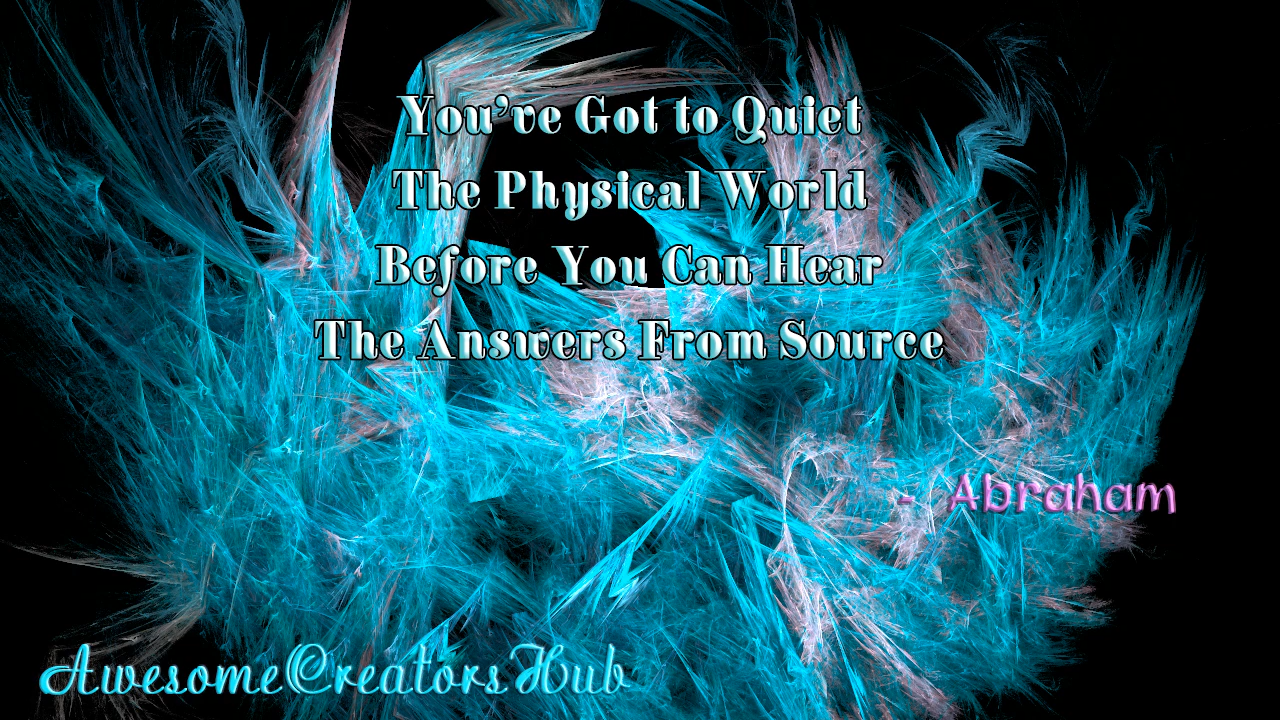 You've Got to Quiet
The Physical World
Before You Can Hear
The Answers From Source
- Abraham
AwesomeCreatorsHub